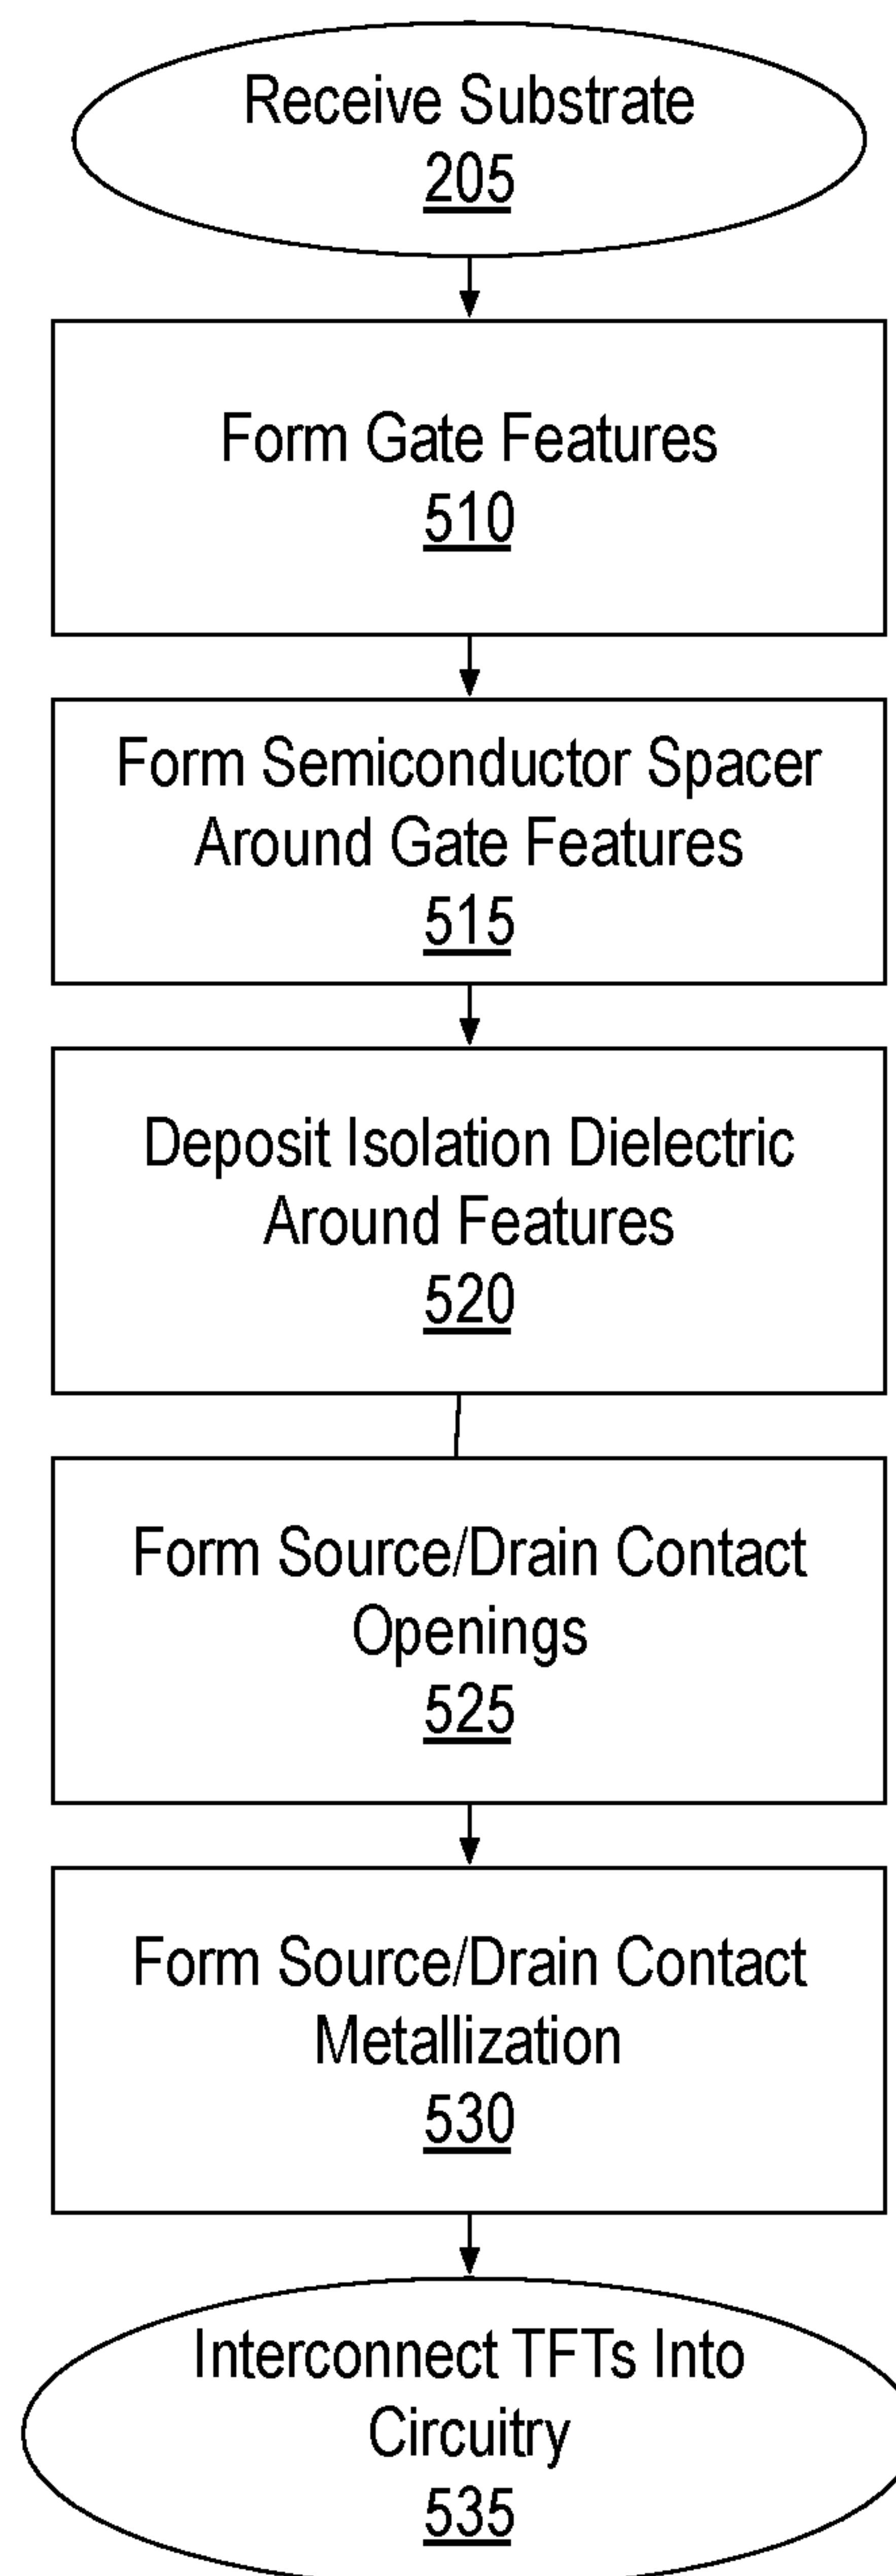 Receive Substrate
205
Form Gate Features
510
Form Semiconductor Spacer
Around Gate Features
515
Deposit Isolation Dielectric
Around Features
520
Form Source/Drain Contact
Openings
525
Form Source/Drain Contact
Metallization
530
Interconnect TFTs Into
Circuitry
535